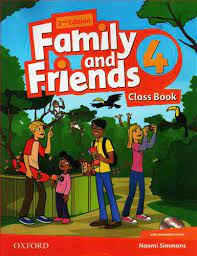 2nd Edition
Family and
Friends 4
Class Book
OXFORD
Naomi Simmons